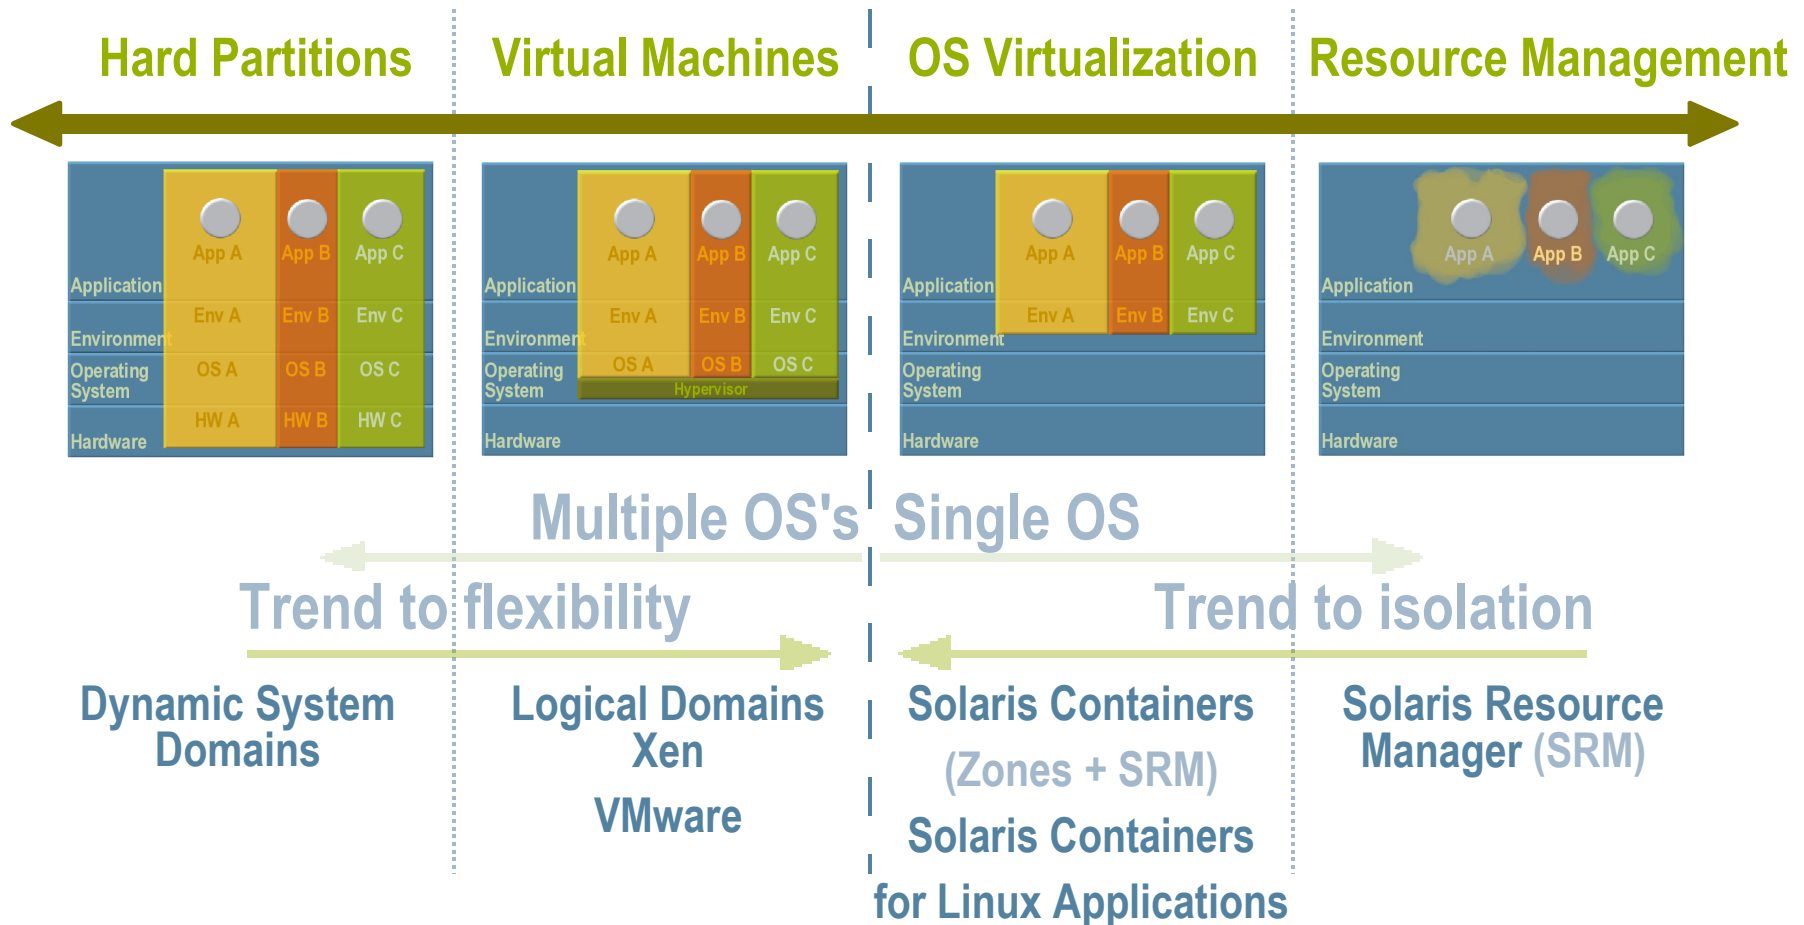 Hard Partitions
Virtual Machines
OS Virtualization
Resource Management
App A
App B
App C
Application
Env A
Env B
Env C
Environment
Operating
System
OS A
OS B
OS C
HW A
HW B
HW C
Hardware
App A
App B
App C
Application
Env A
Env B
Env C
Environment
Operating
System
OS A
OS B
OS C
Hypervisor
Hardware
App A
App B
App C
Application
Env A
Env B
Env C
Environment
Operating
System
Hardware
App A
App B
App C
Application
Environment
Operating
System
Hardware
Multiple OS's
Single OS
Trend to flexibility
Trend to isolation
Dynamic System
Domains
Logical Domains
Xen
VMware
Solaris Containers
(Zones + SRM)
Solaris Containers
for Linux Applications
Solaris Resource
Manager (SRM)